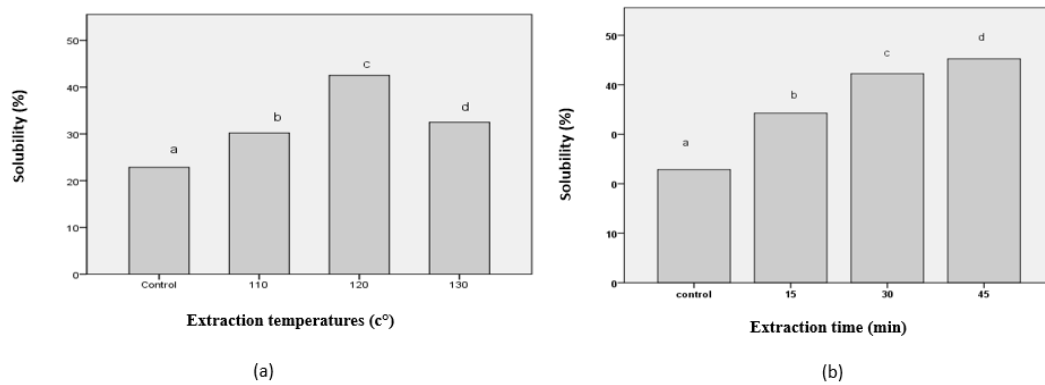 50
40
30
20
10
0
Solubility (%)
a
b
c
d
Control
110
120
130
Extraction temperatures (c°)
(a)
50
40
0
0
10
0
Solubility (%)
a
b
c
d
control
15
30
45
Extraction time (min)
(b)